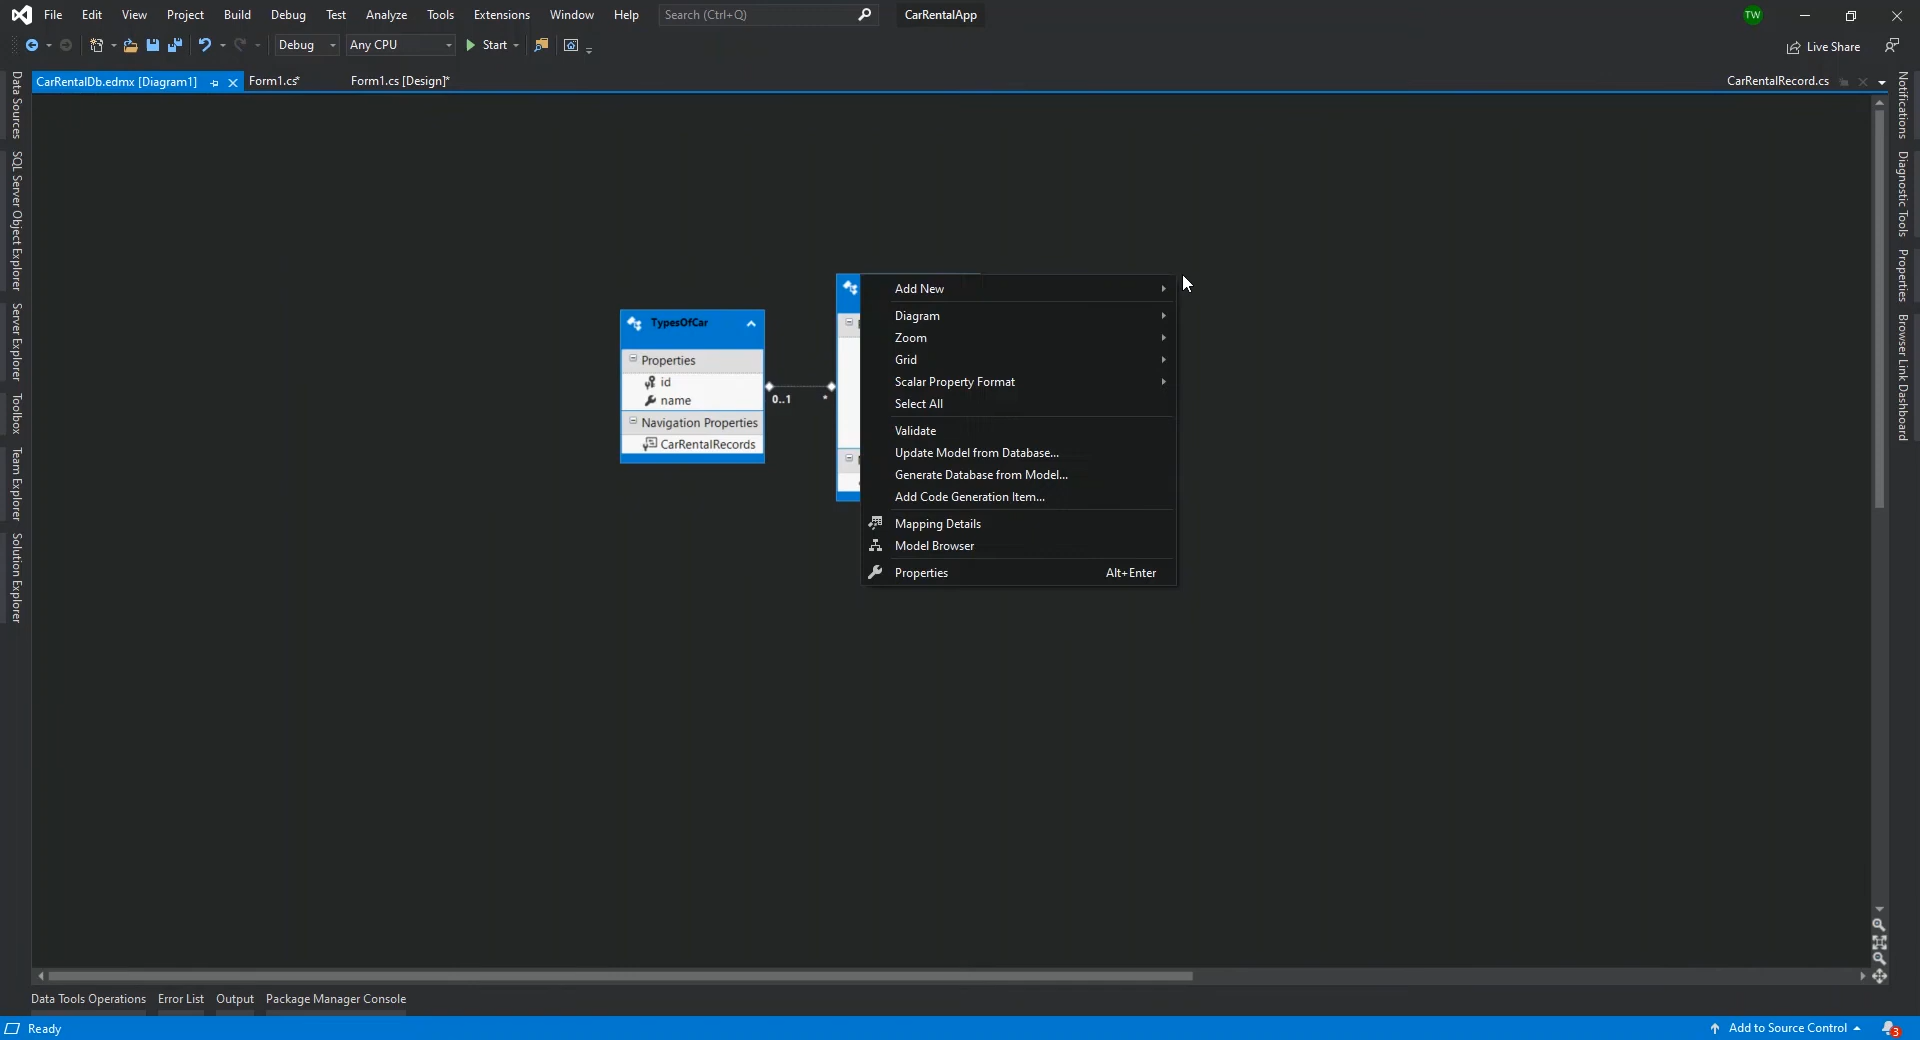 File Edit View Project Build Debug Test Analyze Tools Extensions Window Help Search (Ctrl+Q) CarRentalApp TW
Debug Any CPU Start Live Share
CarRentalDb.edmx [Diagram1] Form1.cs* Form1.cs [Design]* CarRentalRecord.cs
Data Sources
SQL Server Object Explorer
Server Explorer
Toolbox
Team Explorer
Solution Explorer
TypesOfCar
Properties
id
name
Navigation Properties
CarRentalRecords
0..1 *
Add New
Diagram
Zoom
Grid
Scalar Property Format
Select All
Validate
Update Model from Database...
Generate Database from Model...
Add Code Generation Item...
Mapping Details
Model Browser
Properties Alt+Enter
Notifications
Diagnostic Tools
Properties
Browser Link Dashboard
Data Tools Operations Error List Output Package Manager Console
Ready Add to Source Control 3